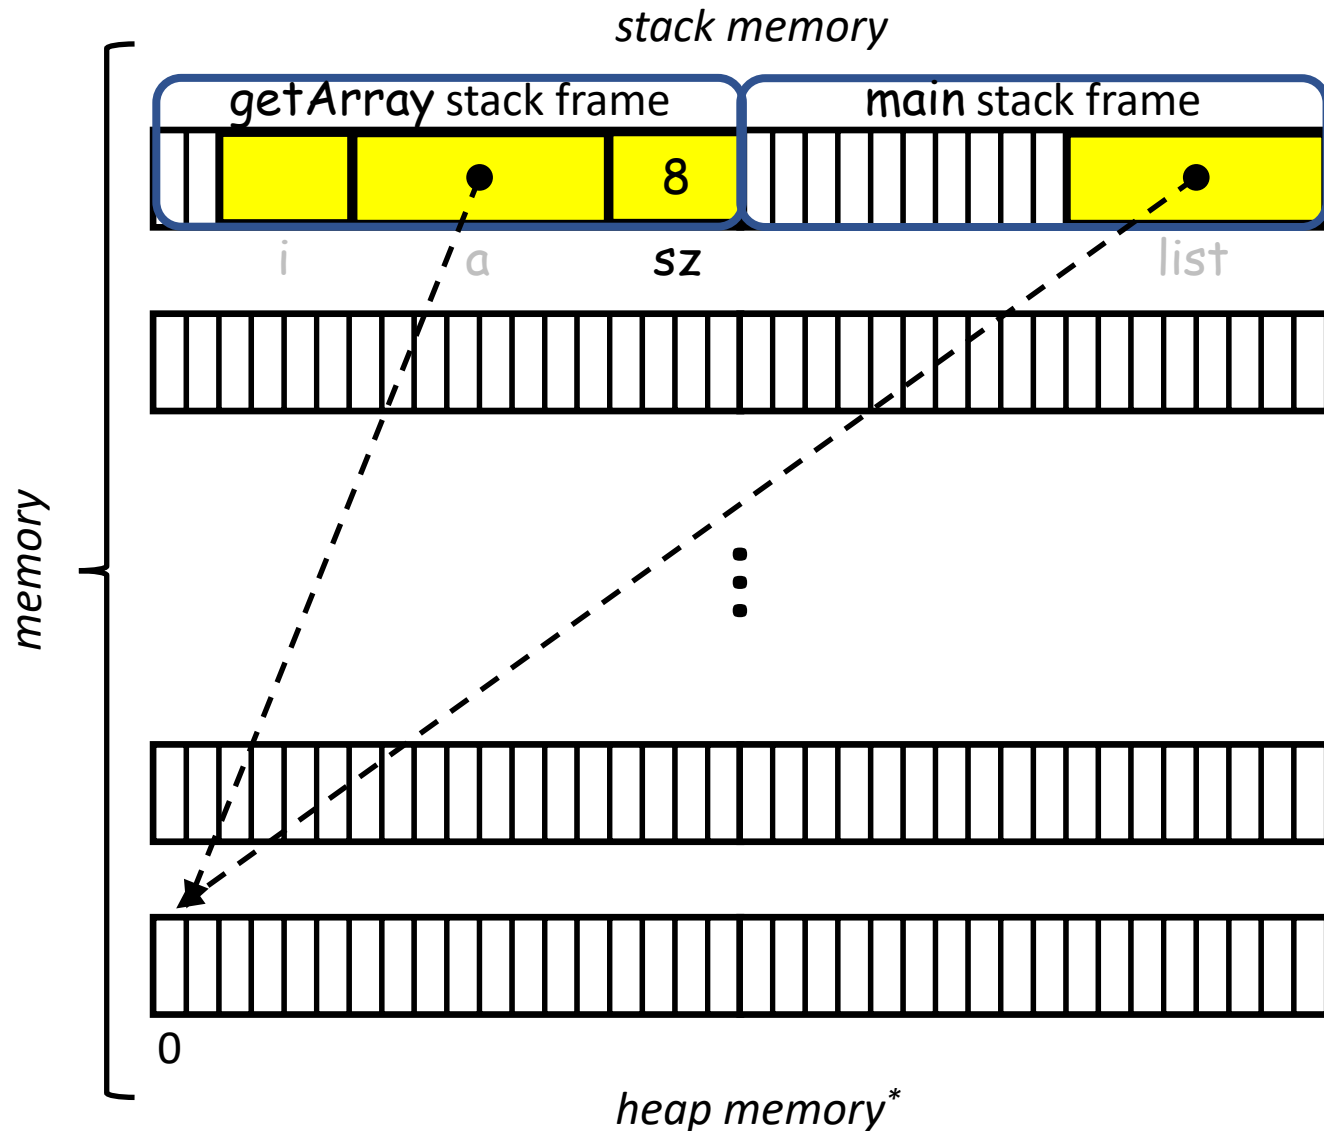 stack memory
getArray stack frame
main stack frame
8
i
a
sz
list
memory
0
heap memory*